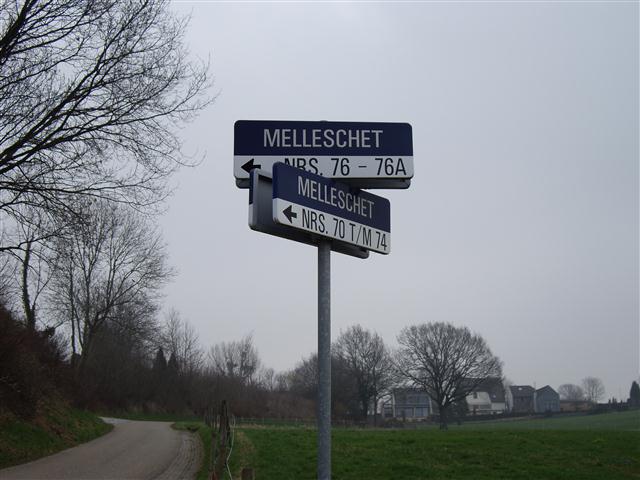 MELLESCHET
NRS. 76 - 76A
MELLESCHET
NRS. 70 T/M 74